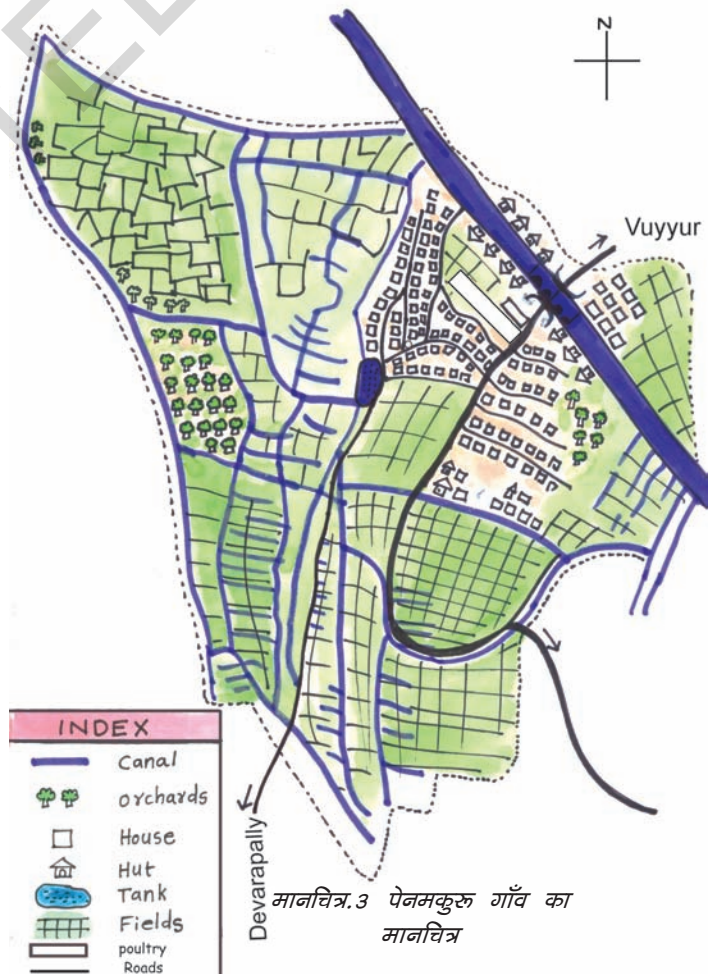 N
Vuyyur
INDEX
Canal
orchards
House
Hut
Tank
Fields
poultry
Roads
Devarapally
मानचित्र.3 पेनमकुरू गाँव का
मानचित्र